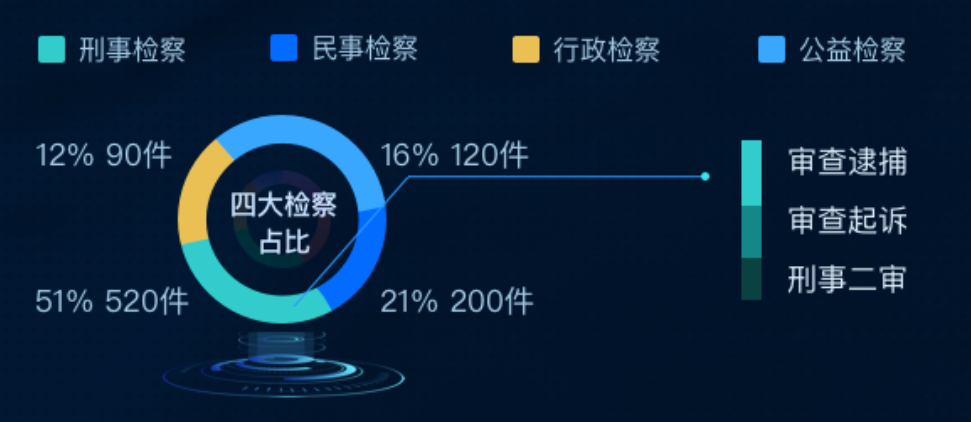 刑事检察
民事检察
行政检察
公益检察
12% 90件
16% 120件
四大检察
占比
51% 520件
21% 200件
审查逮捕
审查起诉
刑事二审